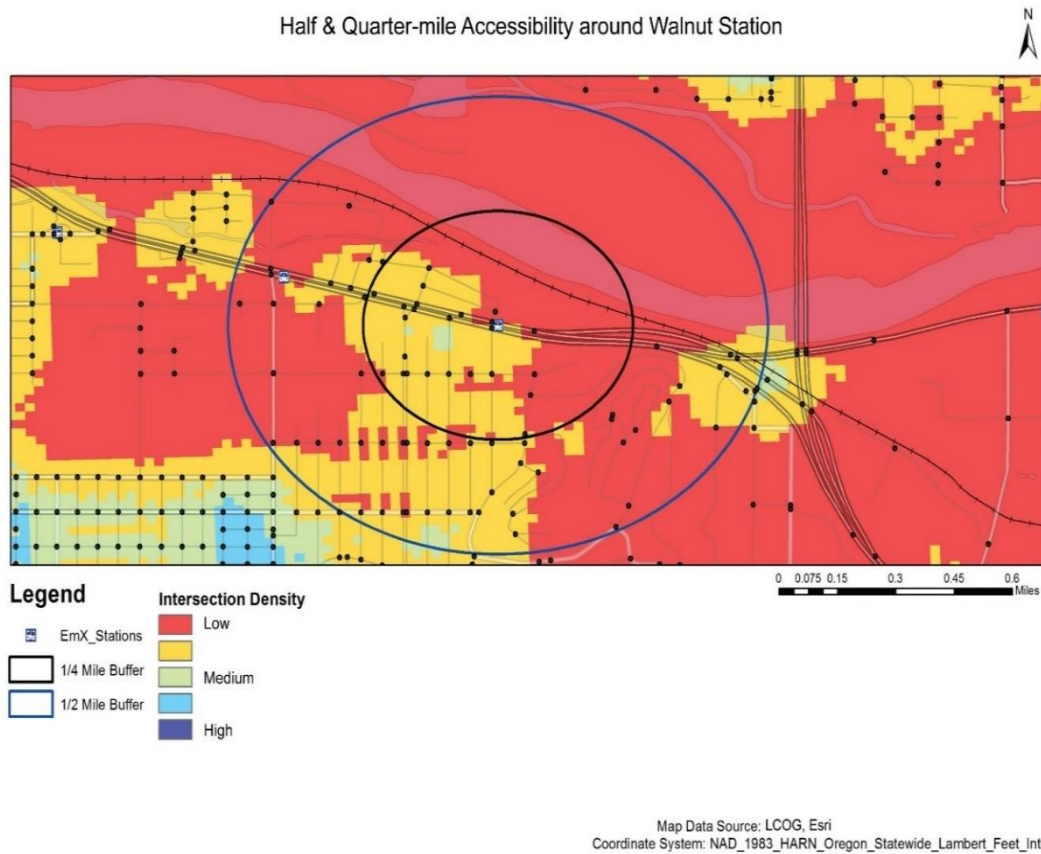 Half & Quarter-mile Accessibility around Walnut Station
N
0 0.075 0.15 0.3 0.45 0.6
Miles
Legend
EmX_Stations
1/4 Mile Buffer
1/2 Mile Buffer
Intersection Density
Low
Medium
High
Map Data Source: LCOG, Esri
Coordinate System: NAD_1983_HARN_Oregon_Statewide_Lambert_Feet_Int